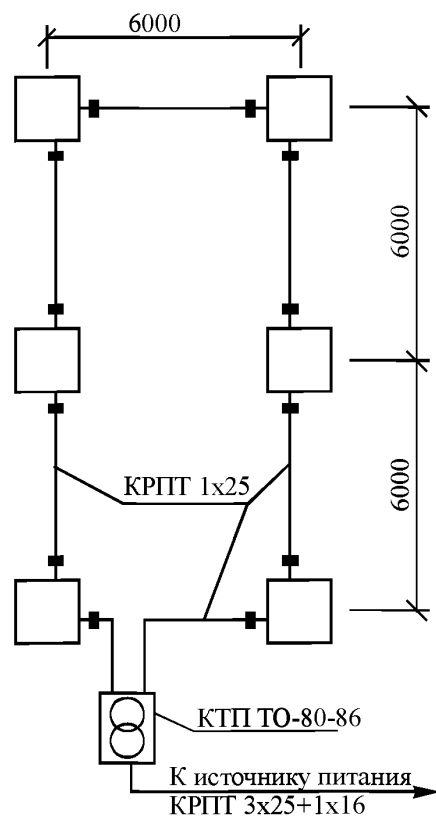 6000
6000
КРПТ 1х25
6000
КТП ТО-80-86
К источнику питания
КРПТ 3х25+1х16